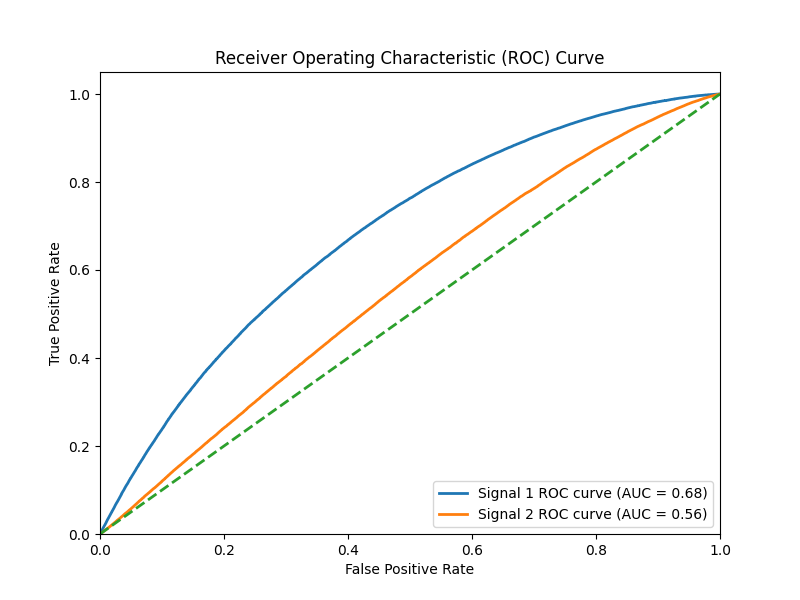 Receiver Operating Characteristic (ROC) Curve
True Positive Rate
1.0
0.8
0.6
0.4
0.2
0.0
Signal 1 ROC curve (AUC = 0.68)
Signal 2 ROC curve (AUC = 0.56)
0.0 0.2 0.4 0.6 0.8 1.0
False Positive Rate